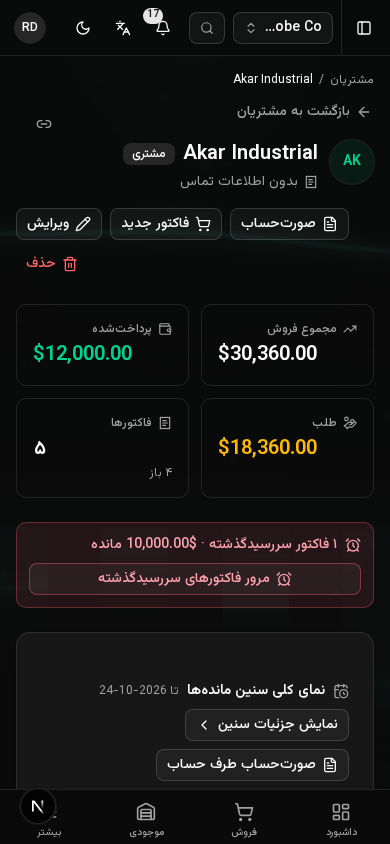 RD
17
...obe Co
مشتریان / Akar Industrial
بازگشت به مشتریان
AK
Akar Industrial
مشتری
بدون اطلاعات تماس
صورت‌حساب
فاکتور جدید
ویرایش
حذف
مجموع فروش
$30,360.00
پرداخت‌شده
$12,000.00
طلب
$18,360.00
فاکتورها
۵
۴ باز
۱ فاکتور سررسیدگذشته · $10,000.00 مانده
مرور فاکتورهای سررسیدگذشته
نمای کلی سنین مانده‌ها تا 2026-10-24
نمایش جزئیات سنین
صورت‌حساب طرف حساب
داشبورد
فروش
موجودی
بیشتر
N